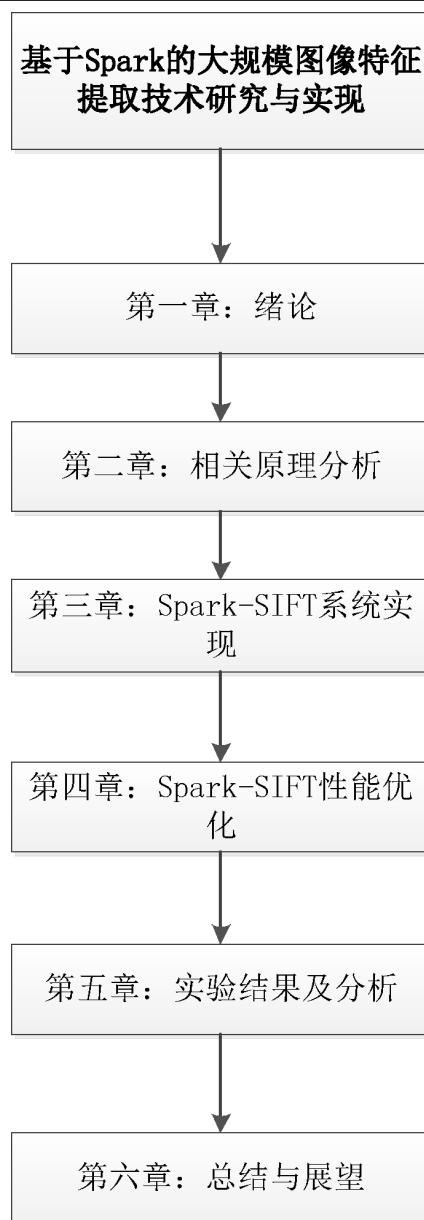 基于Spark的大规模图像特征
提取技术研究与实现
第一章：绪论
第二章：相关原理分析
第三章：Spark-SIFT系统实
现
第四章：Spark-SIFT性能优
化
第五章：实验结果及分析
第六章：总结与展望